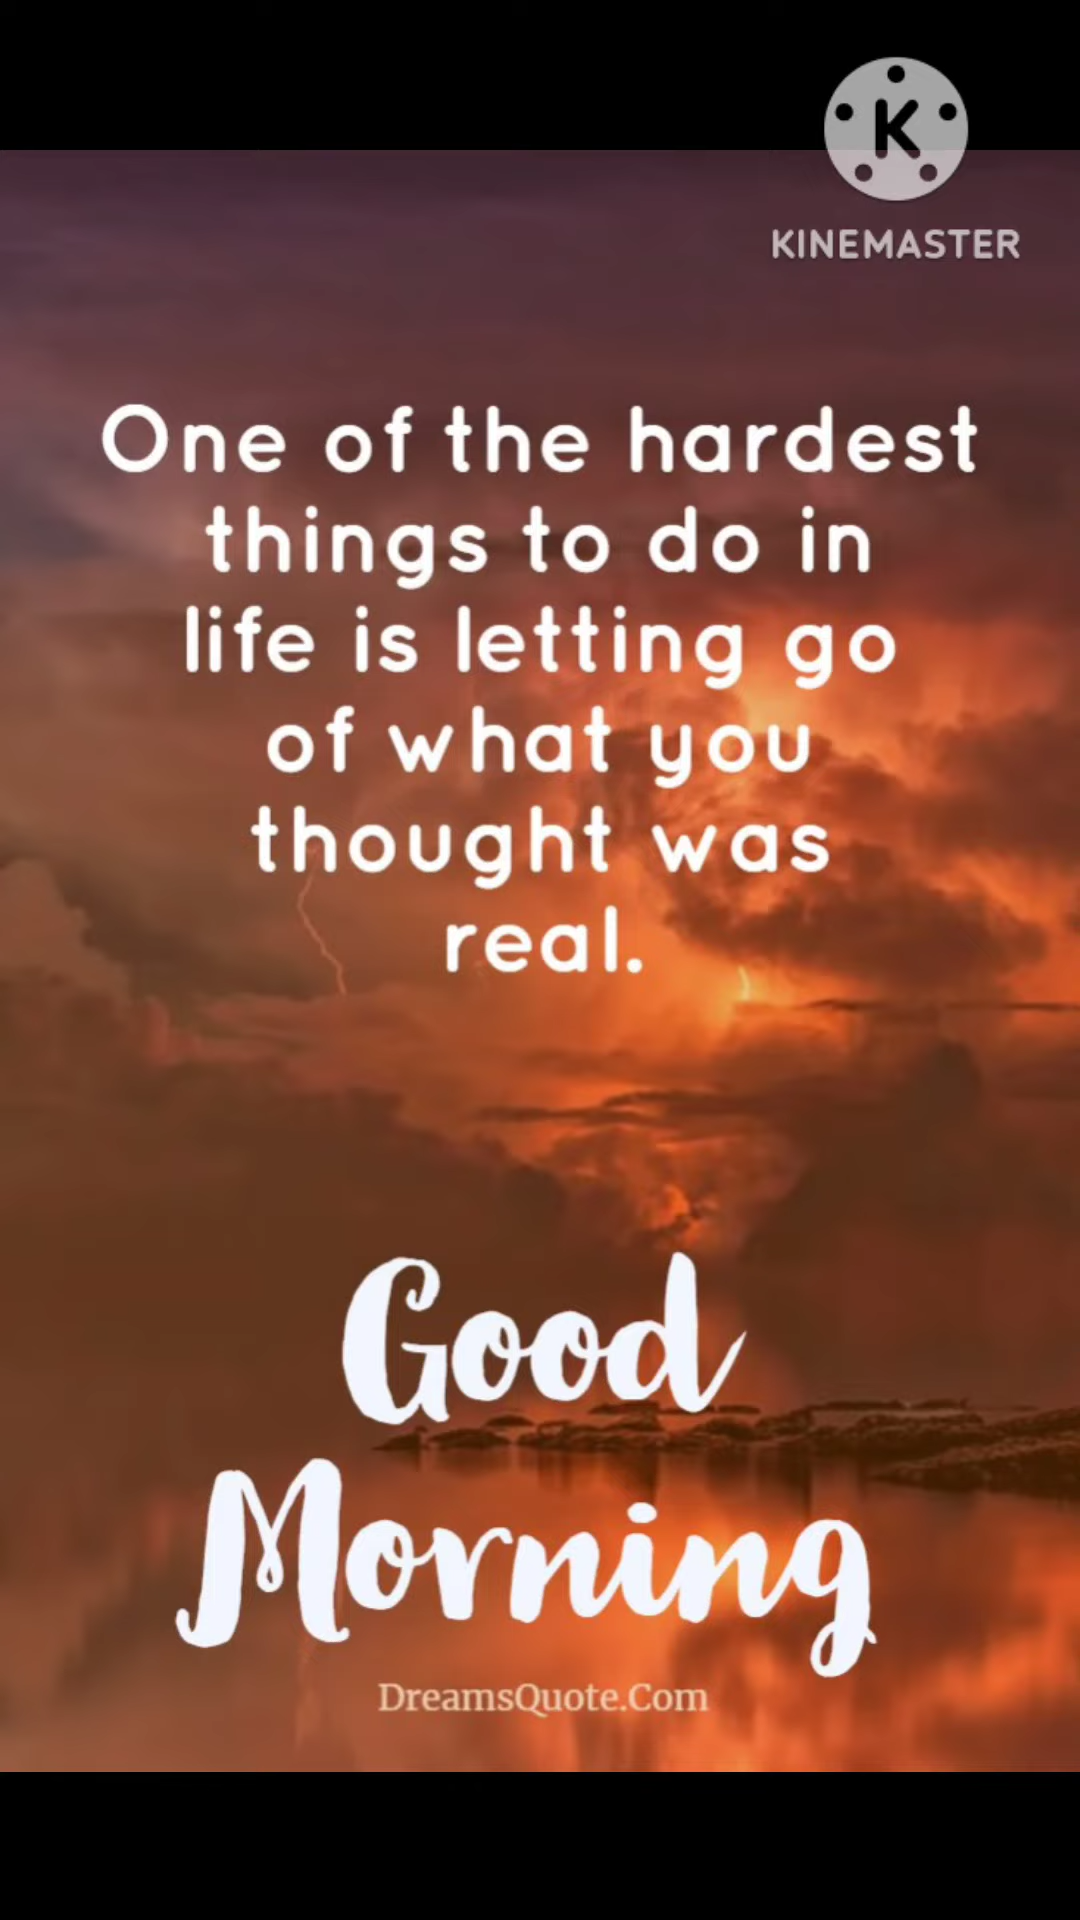 K
KINEMASTER
One of the hardest
things to do in
life is letting go
of what you
thought was
real.
Good
Morning
DreamsQuote.Com